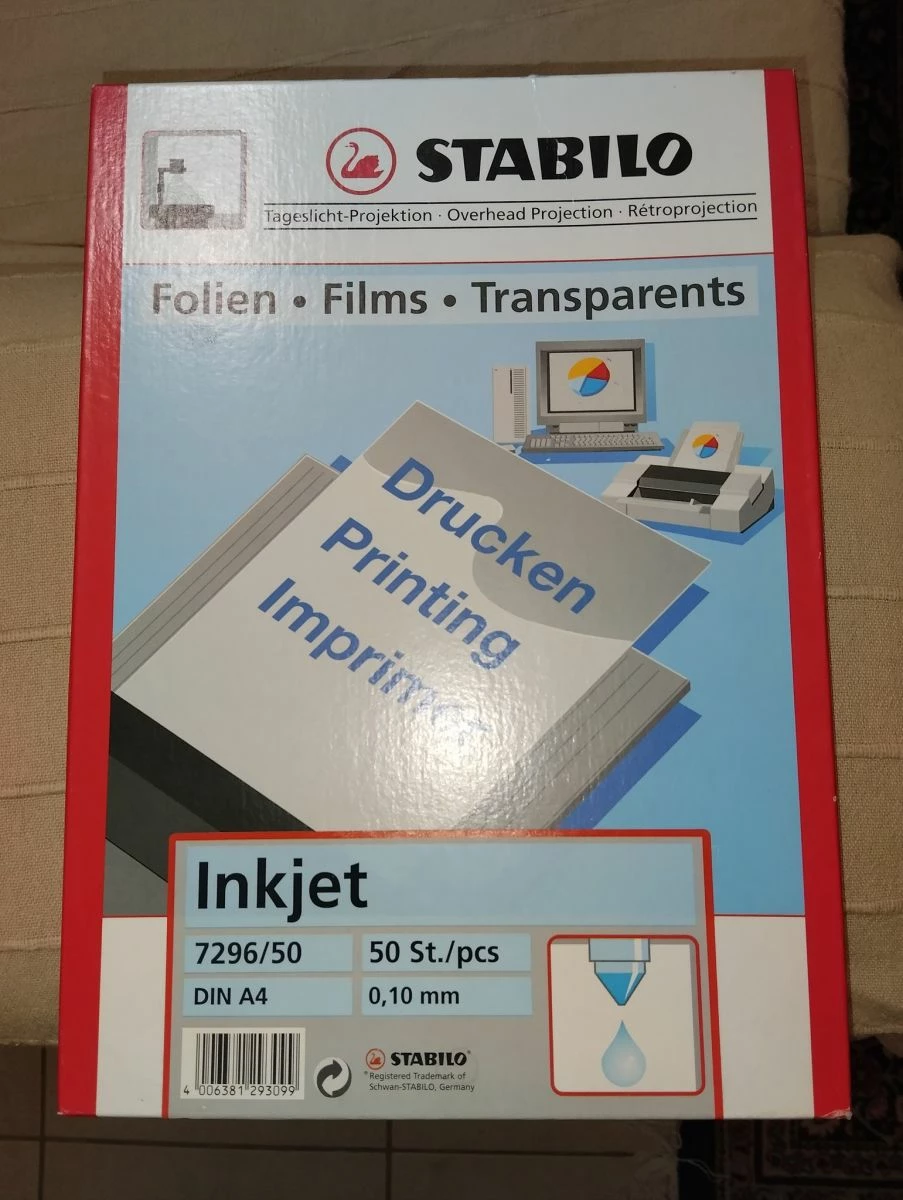 STABILO
Tageslicht-Projektion · Overhead Projection · Rétroprojection
Folien • Films • Transparents
Drucken
Printing
Imprimer
Inkjet
7296/50
50 St./pcs
DIN A4
0,10 mm
4 006381 293099
STABILO®
® Registered Trademark of
Schwan-STABILO, Germany